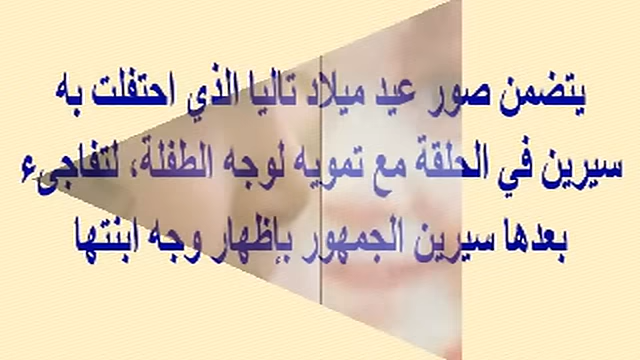 يتضمن صور عيد ميلاد تاليا الذي احتفلت به
سيرين في الحلقة مع تمويه لوجه الطفلة، لتفاجىء
بعدها سيرين الجمهور بإظهار وجه ابنتها